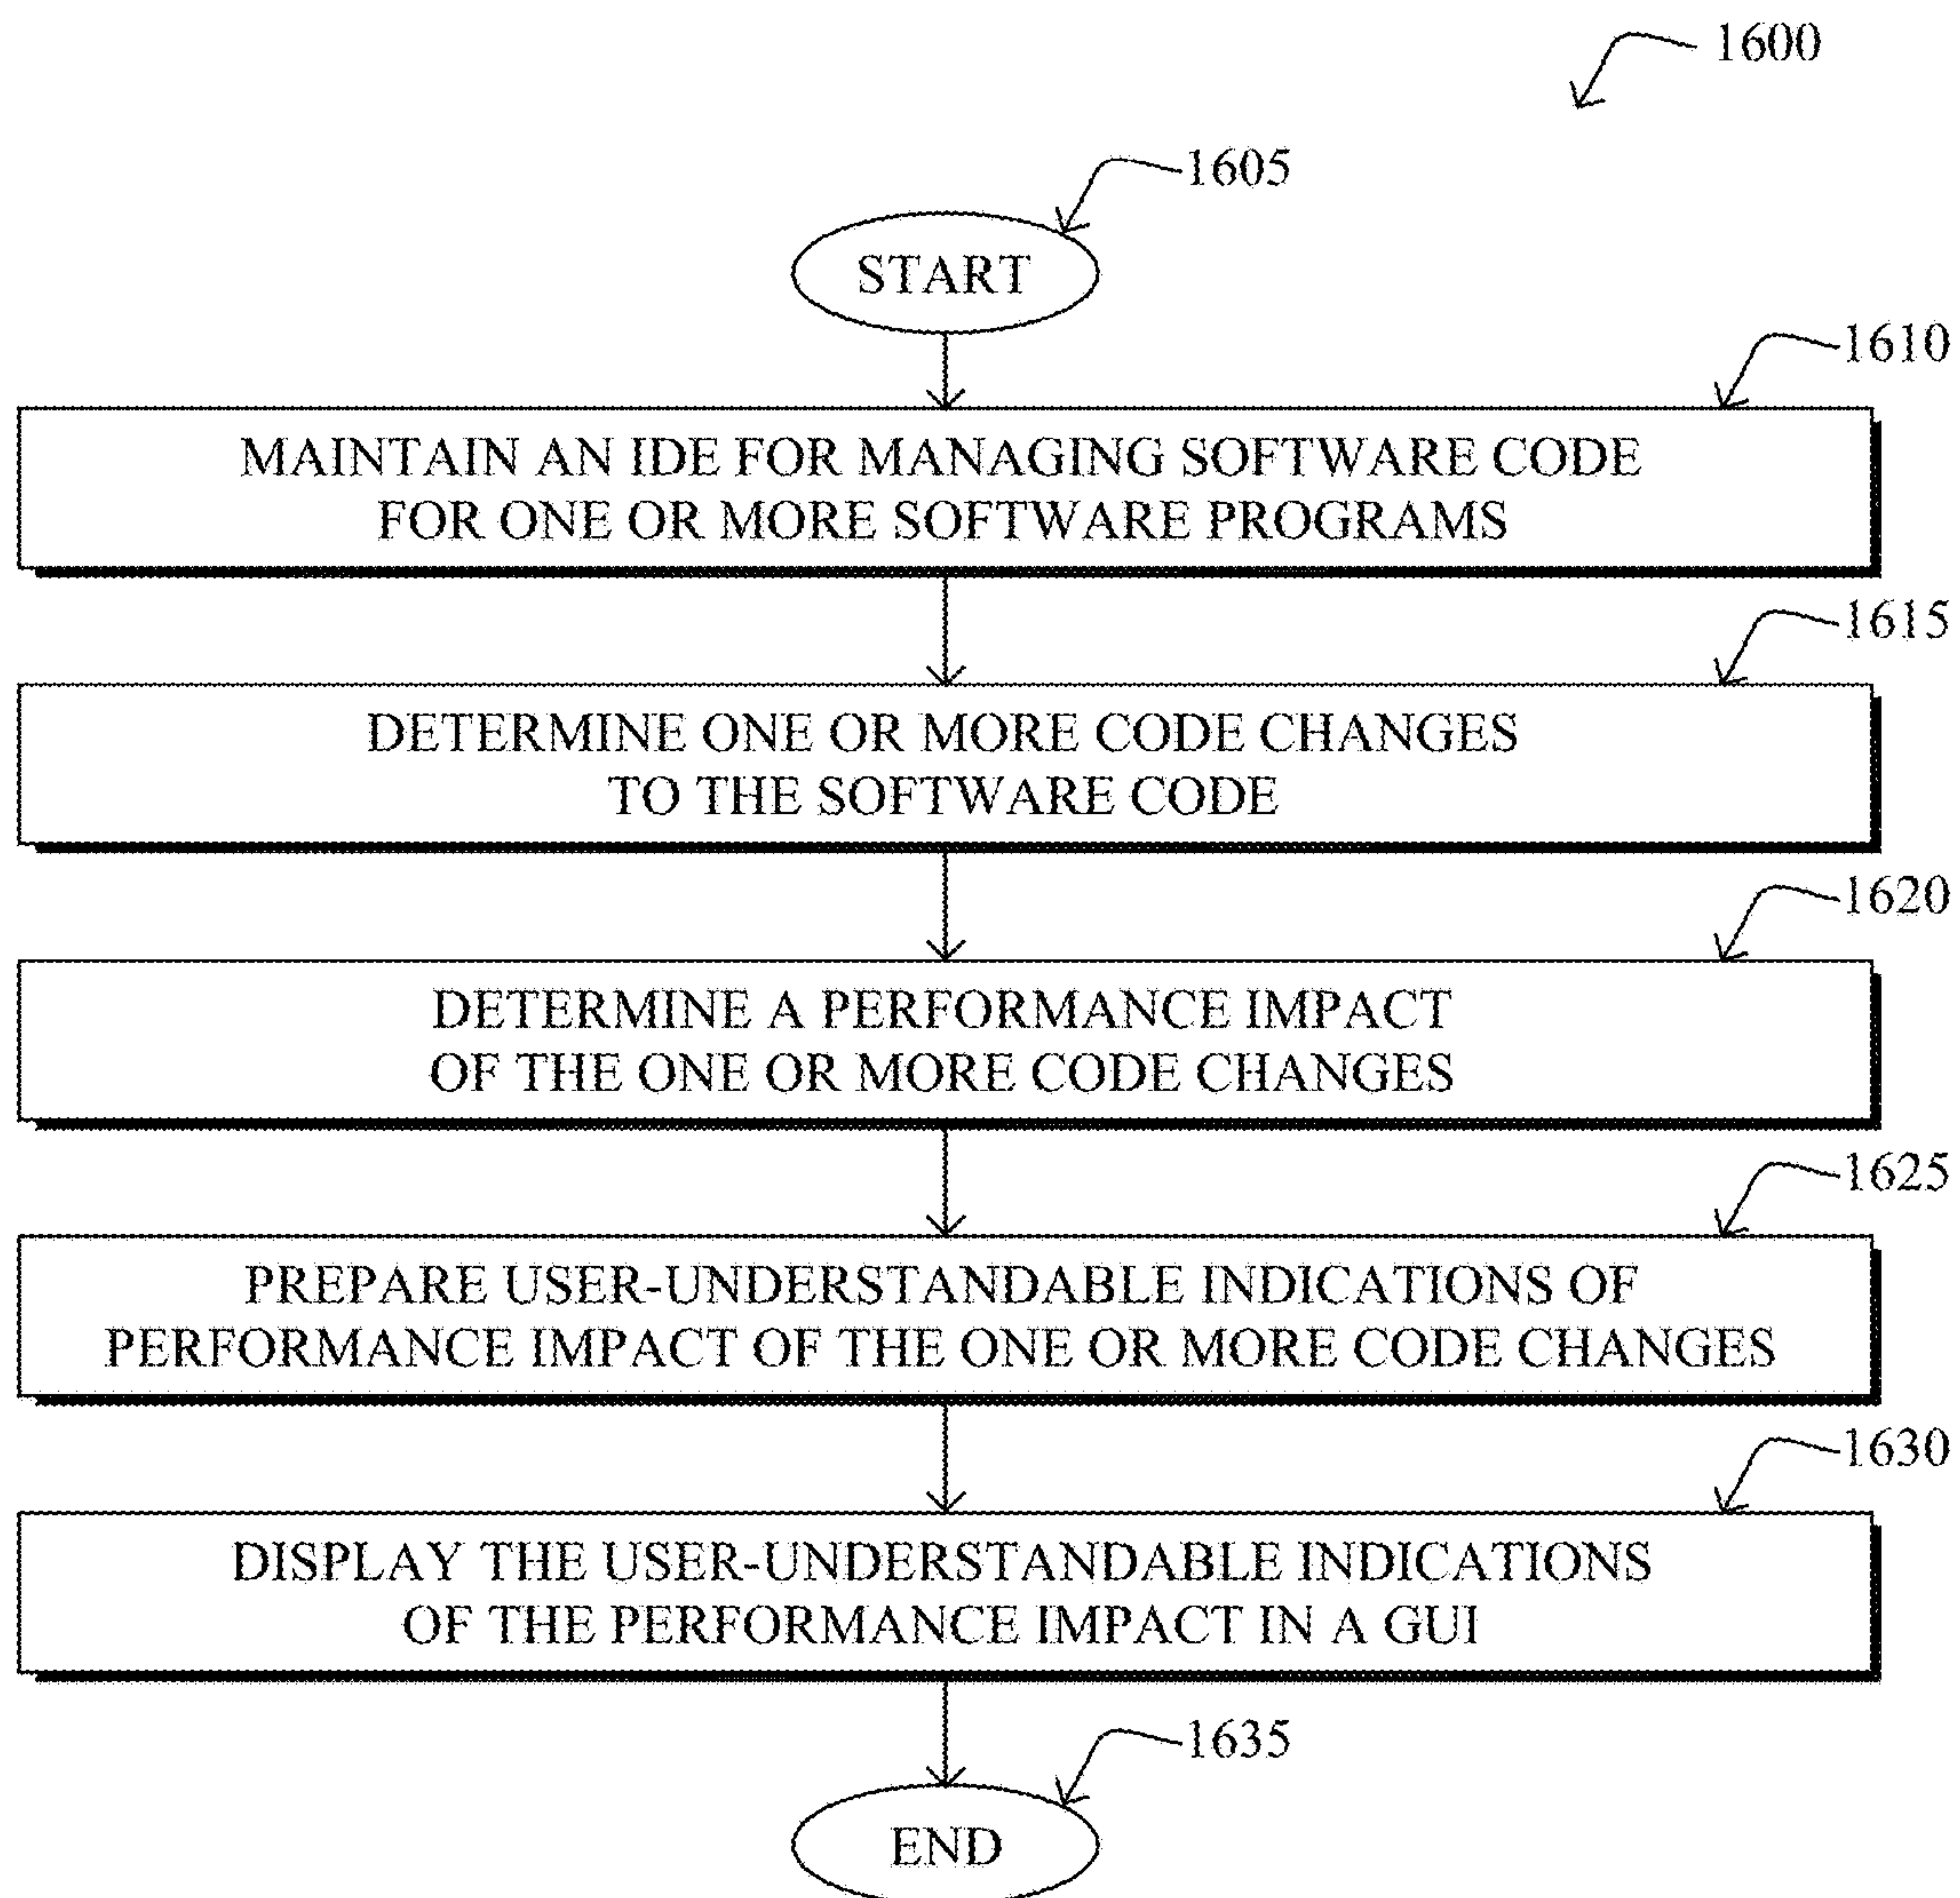 1600
1605
START
1610
MAINTAIN AN IDE FOR MANAGING SOFTWARE CODE
FOR ONE OR MORE SOFTWARE PROGRAMS
1615
DETERMINE ONE OR MORE CODE CHANGES
TO THE SOFTWARE CODE
1620
DETERMINE A PERFORMANCE IMPACT
OF THE ONE OR MORE CODE CHANGES
1625
PREPARE USER-UNDERSTANDABLE INDICATIONS OF
PERFORMANCE IMPACT OF THE ONE OR MORE CODE CHANGES
1630
DISPLAY THE USER-UNDERSTANDABLE INDICATIONS
OF THE PERFORMANCE IMPACT IN A GUI
1635
END